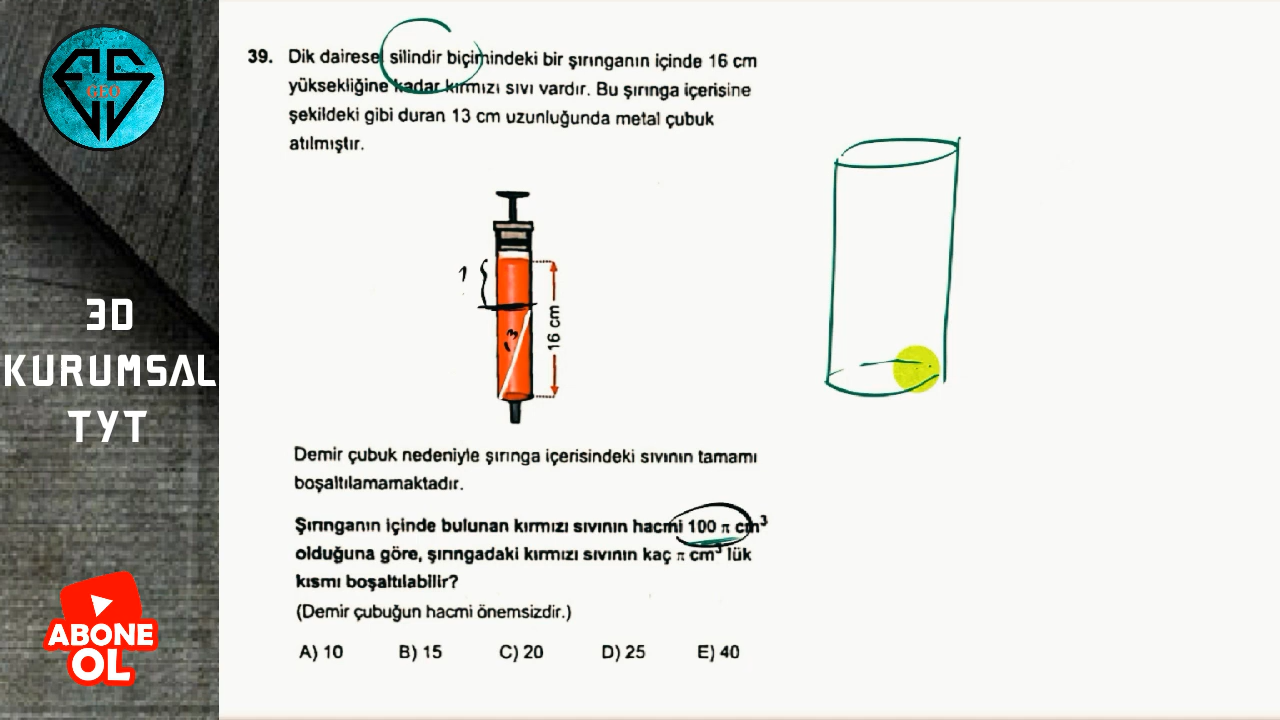 GEO
3D
KURUMSAL
TYT
ABONE
OL
39. Dik dairesel silindir biçimindeki bir şırınganın içinde 16 cm
yüksekliğine kadar kırmızı sıvı vardır. Bu şırınga içerisine
şekildeki gibi duran 13 cm uzunluğunda metal çubuk
atılmıştır.
1
13
16 cm
Demir çubuk nedeniyle şırınga içerisindeki sıvının tamamı
boşaltılamamaktadır.
Şırınganın içinde bulunan kırmızı sıvının hacmi 100 π cm³
olduğuna göre, şırıngadaki kırmızı sıvının kaç π cm³ lük
kısmı boşaltılabilir?
(Demir çubuğun hacmi önemsizdir.)
A) 10 B) 15 C) 20 D) 25 E) 40